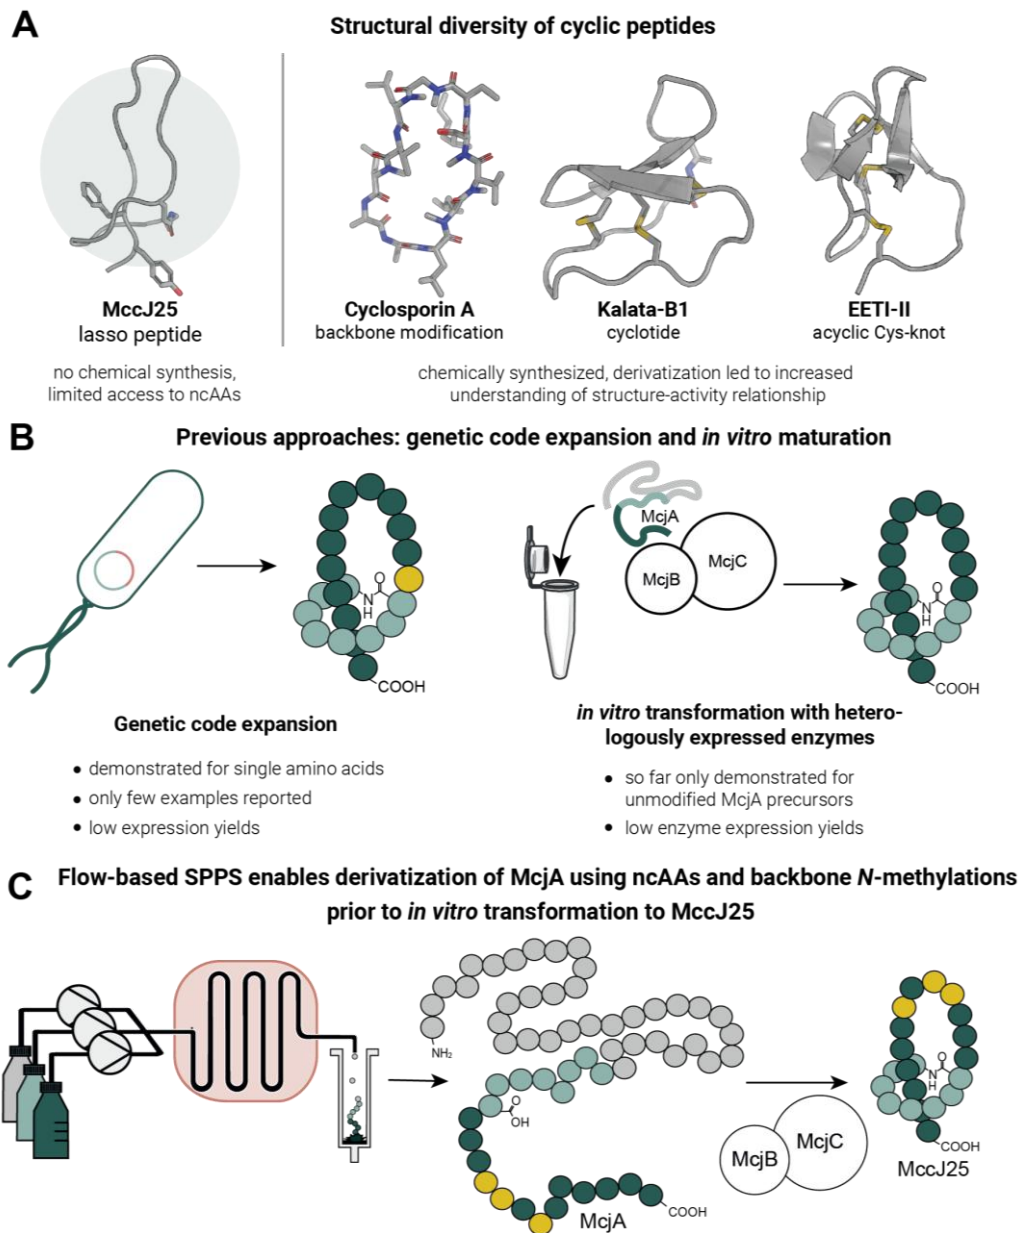 A
Structural diversity of cyclic peptides
MccJ25
lasso peptide
Cyclosporin A
backbone modification
Kalata-B1
cyclotide
EETI-II
acyclic Cys-knot
no chemical synthesis,
limited access to ncAAs
chemically synthesized, derivatization led to increased
understanding of structure-activity relationship
B
Previous approaches: genetic code expansion and in vitro maturation
O
N
H
COOH
McjA
McjB
McjC
O
N
H
COOH
Genetic code expansion
• demonstrated for single amino acids
• only few examples reported
• low expression yields
in vitro transformation with hetero-
logously expressed enzymes
• so far only demonstrated for
unmodified McjA precursors
• low enzyme expression yields
C
Flow-based SPPS enables derivatization of McjA using ncAAs and backbone N-methylations
prior to in vitro transformation to MccJ25
NH₂
O
OH
McjA
COOH
McjB
McjC
O
N
H
COOH
MccJ25